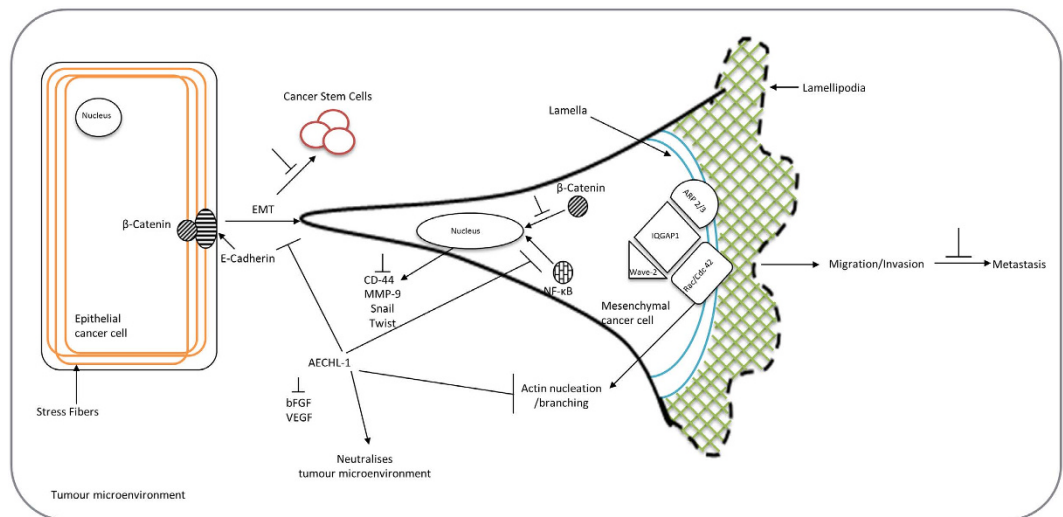 Cancer Stem Cells
Nucleus
EMT
β-Catenin
E-Cadherin
Epithelial
cancer cell
Stress Fibers
Tumour microenvironment
Lamella
Lamellipodia
β-Catenin
Nucleus
NF-κB
CD-44
MMP-9
Snail
Twist
ARP 2/3
IQGAP1
Wave-2
Rac/Cdc 42
Mesenchymal
cancer cell
Migration/Invasion
Metastasis
AECHL-1
bFGF
VEGF
Actin nucleation
/branching
Neutralises
tumour microenvironment